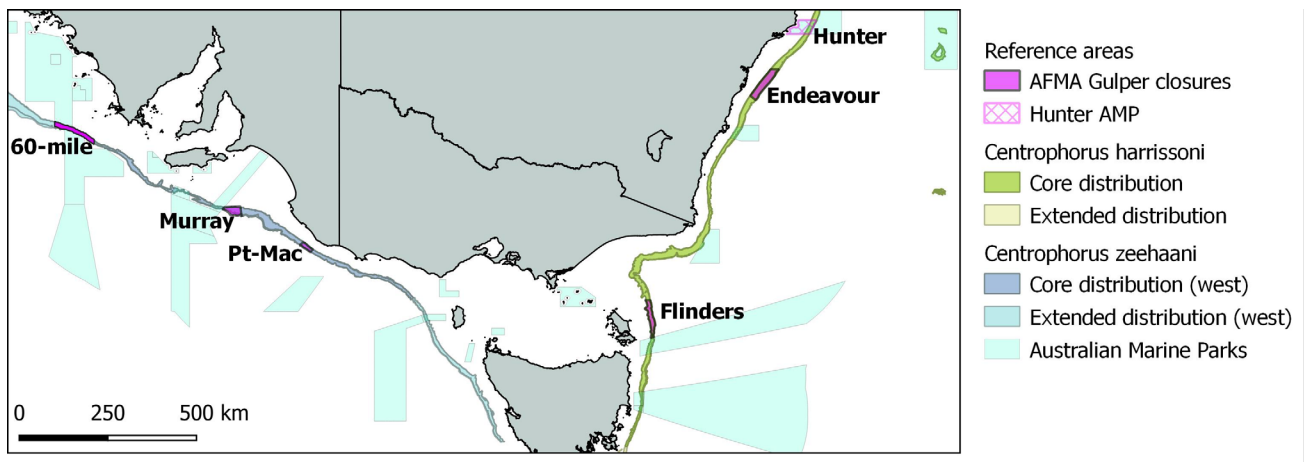 Hunter
Endeavour
60-mile
Murray
Pt-Mac
Flinders
0 250 500 km
Reference areas
AFMA Gulper closures
Hunter AMP
Centrophorus harrissoni
Core distribution
Extended distribution
Centrophorus zeehaani
Core distribution (west)
Extended distribution (west)
Australian Marine Parks